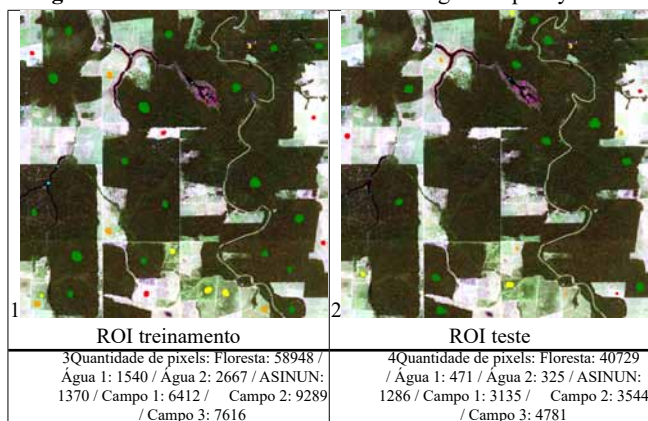 1
2
ROI treinamento
ROI teste
3Quantidade de pixels: Floresta: 58948 /
Água 1: 1540 / Água 2: 2667 / ASINUN:
1370 / Campo 1: 6412 / Campo 2: 9289
/ Campo 3: 7616
4Quantidade de pixels: Floresta: 40729
/ Água 1: 471 / Água 2: 325 / ASINUN:
1286 / Campo 1: 3135 / Campo 2: 3544
/ Campo 3: 4781